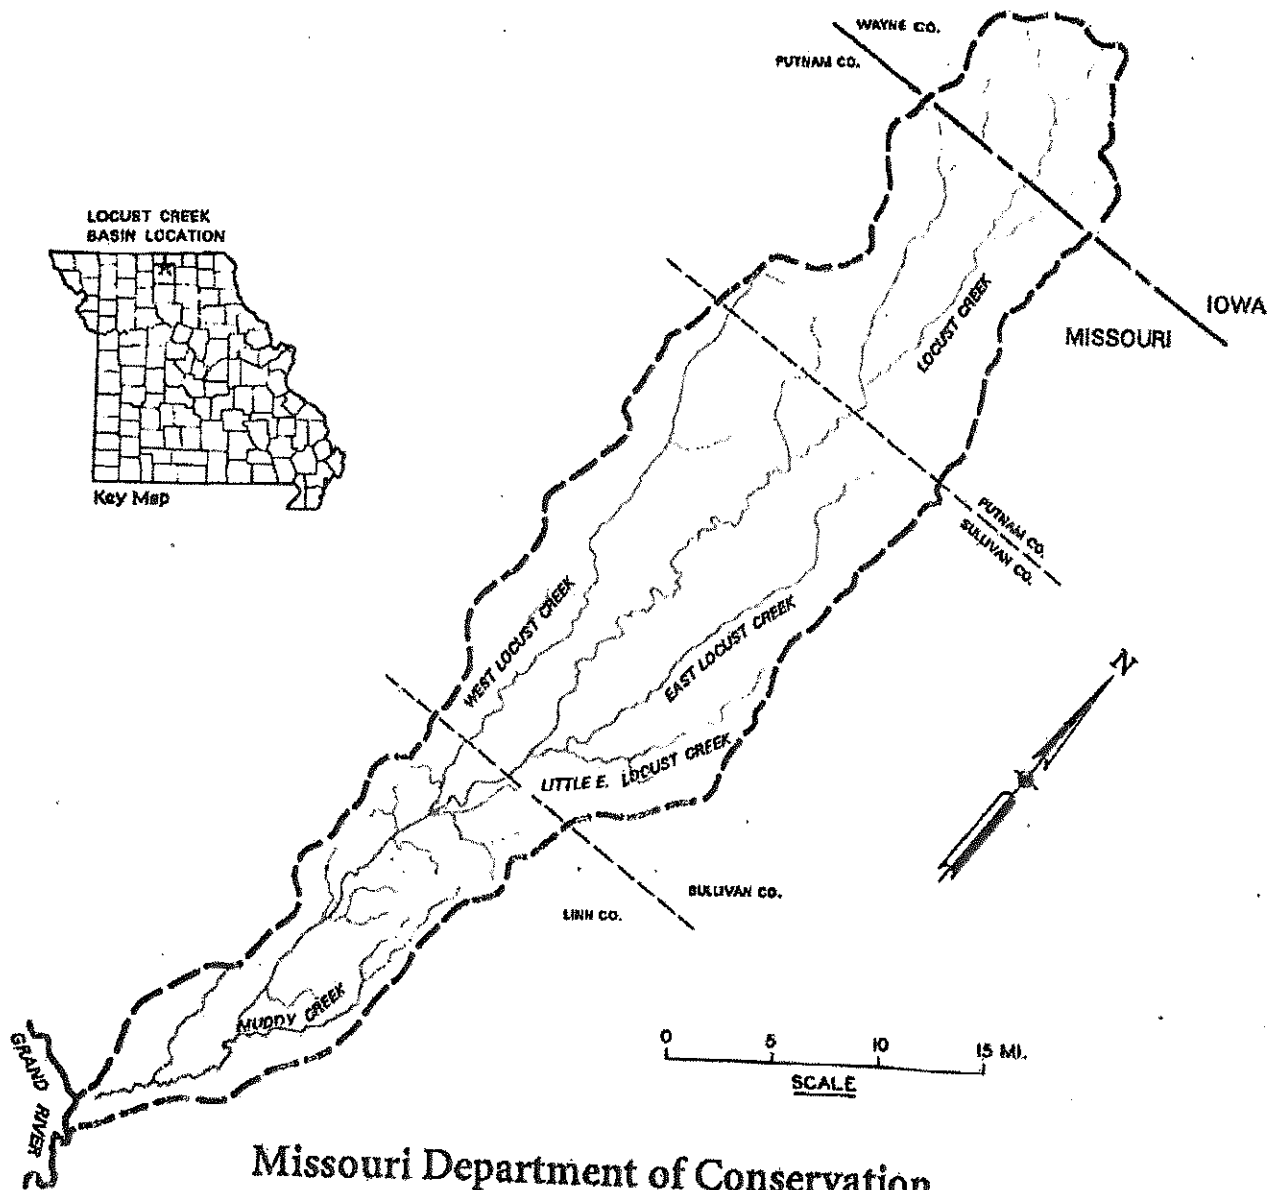 WAYNE CO.
PUTNAM CO.
LOCUST CREEK
BASIN LOCATION
Key Map
IOWA
MISSOURI
LOCUST CREEK
PUTNAM CO.
SULLIVAN CO.
WEST LOCUST CREEK
EAST LOCUST CREEK
N
LITTLE E. LOCUST CREEK
SULLIVAN CO.
LINN CO.
MUDDY CREEK
GRAND RIVER
0 5 10 15 MI.
SCALE
Missouri Department of Conservation